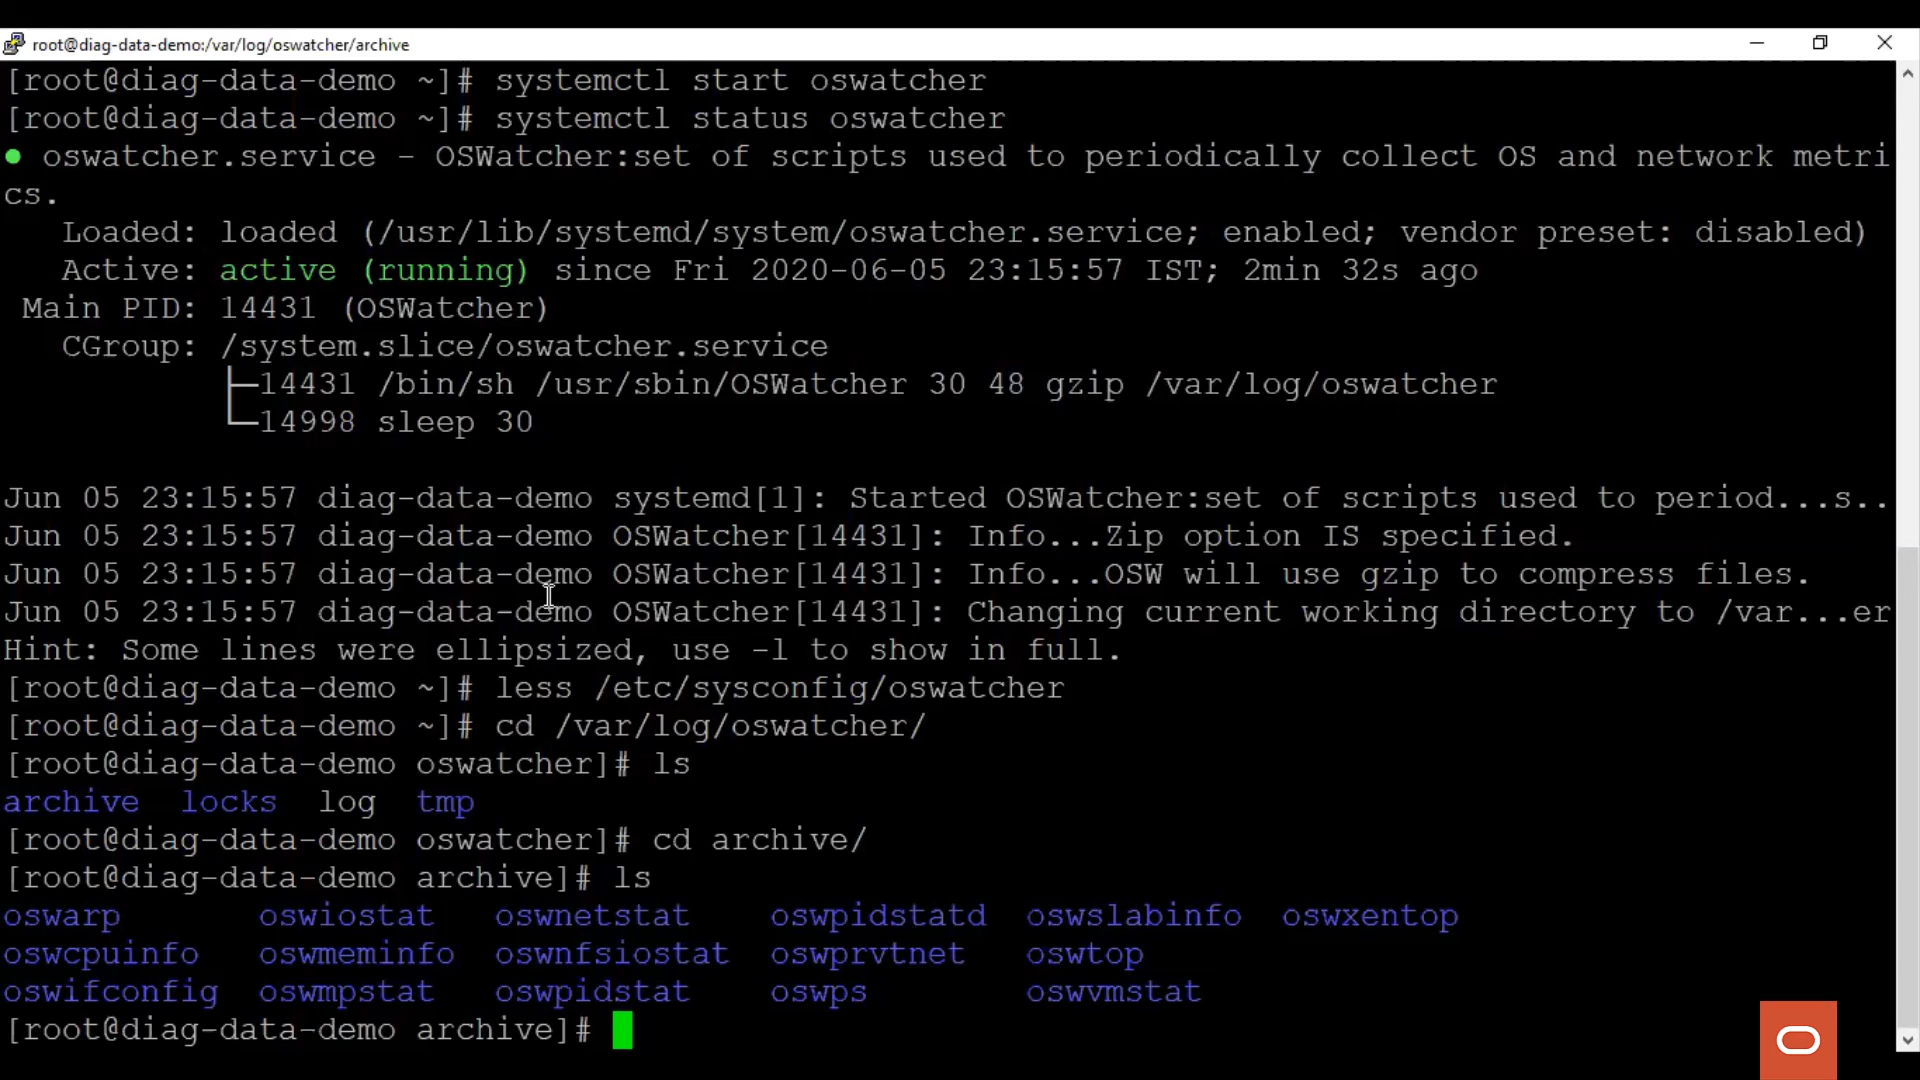 root@diag-data-demo:/var/log/oswatcher/archive
[root@diag-data-demo ~]# systemctl start oswatcher
[root@diag-data-demo ~]# systemctl status oswatcher
● oswatcher.service - OSWatcher:set of scripts used to periodically collect OS and network metri
cs.
   Loaded: loaded (/usr/lib/systemd/system/oswatcher.service; enabled; vendor preset: disabled)
   Active: active (running) since Fri 2020-06-05 23:15:57 IST; 2min 32s ago
 Main PID: 14431 (OSWatcher)
   CGroup: /system.slice/oswatcher.service
           ├─14431 /bin/sh /usr/sbin/OSWatcher 30 48 gzip /var/log/oswatcher
           └─14998 sleep 30
Jun 05 23:15:57 diag-data-demo systemd[1]: Started OSWatcher:set of scripts used to period...s..
Jun 05 23:15:57 diag-data-demo OSWatcher[14431]: Info...Zip option IS specified.
Jun 05 23:15:57 diag-data-demo OSWatcher[14431]: Info...OSW will use gzip to compress files.
Jun 05 23:15:57 diag-data-demo OSWatcher[14431]: Changing current working directory to /var...er
Hint: Some lines were ellipsized, use -l to show in full.
[root@diag-data-demo ~]# less /etc/sysconfig/oswatcher
[root@diag-data-demo ~]# cd /var/log/oswatcher/
[root@diag-data-demo oswatcher]# ls
archive  locks  log  tmp
[root@diag-data-demo oswatcher]# cd archive/
[root@diag-data-demo archive]# ls
oswarp       oswiostat   oswnetstat    oswpidstatd  oswslabinfo  oswxentop
oswcpuinfo   oswmeminfo  oswnfsiostat  oswprvtnet   oswtop
oswifconfig  oswmpstat   oswpidstat    oswps        oswvmstat
[root@diag-data-demo archive]#